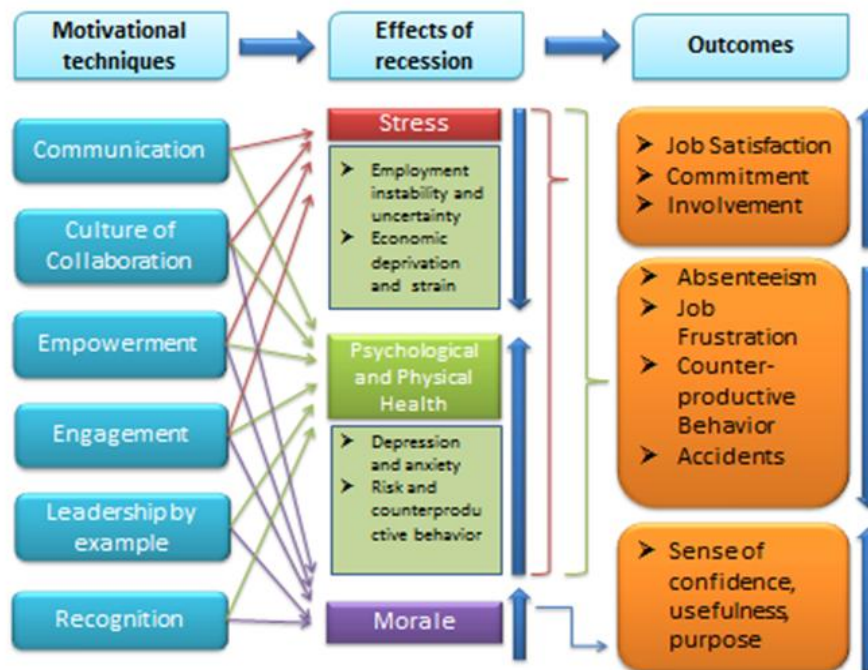 Motivational
techniques
Effects of
recession
Outcomes
Communication
Culture of
Collaboration
Empowerment
Engagement
Leadership by
example
Recognition
Stress
Employment
instability and
uncertainty
Economic
deprivation
and strain
Psychological
and Physical
Health
Depression
and anxiety
Risk and
counterprodu
ctive behavior
Morale
Job Satisfaction
Commitment
Involvement
Absenteeism
Job
Frustration
Counter-
productive
Behavior
Accidents
Sense of
confidence,
usefulness,
purpose